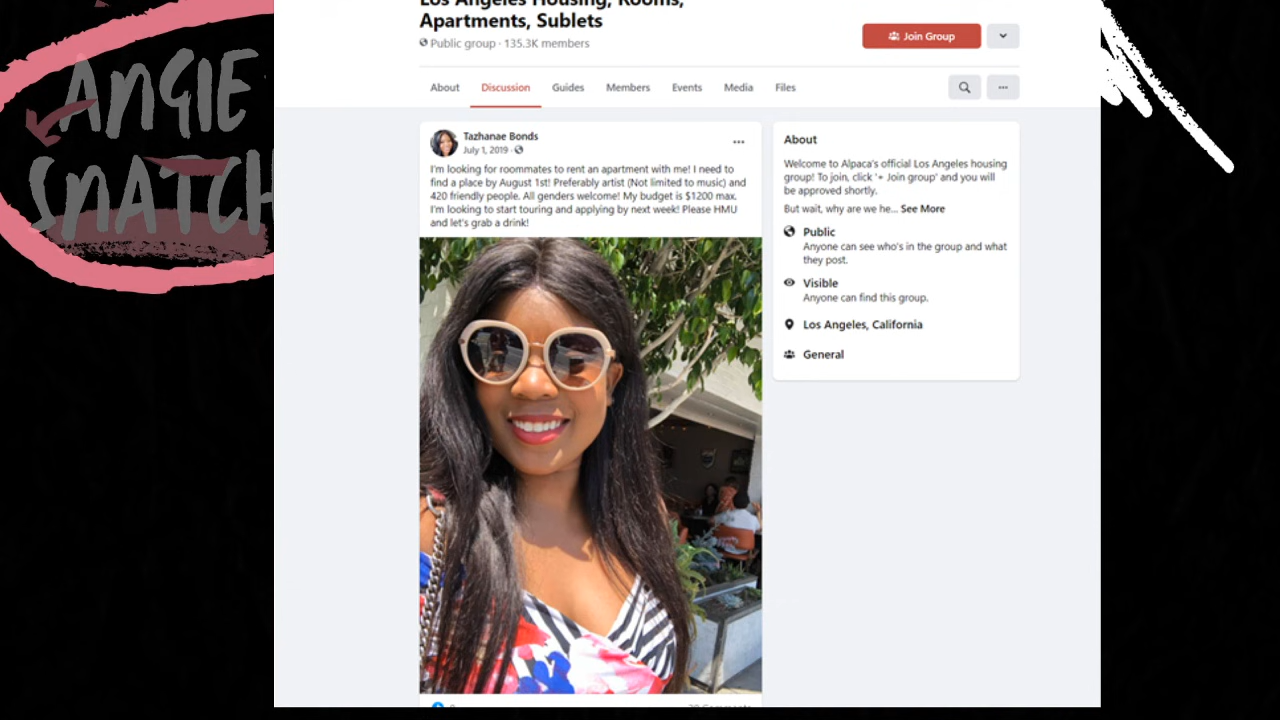 ANGIE
SNATCH
Los Angeles Housing, Rooms,
Apartments, Sublets
Public group · 135.3K members
Join Group
About Discussion Guides Members Events Media Files
Tazhanae Bonds
July 1, 2019 ·
I'm looking for roommates to rent an apartment with me! I need to
find a place by August 1st! Preferably artist (Not limited to music) and
420 friendly people. All genders welcome! My budget is $1200 max.
I'm looking to start touring and applying by next week! Please HMU
and let's grab a drink!
About
Welcome to Alpaca's official Los Angeles housing
group! To join, click '+ Join group' and you will
be approved shortly.
But wait, why are we he... See More
Public
Anyone can see who's in the group and what
they post.
Visible
Anyone can find this group.
Los Angeles, California
General